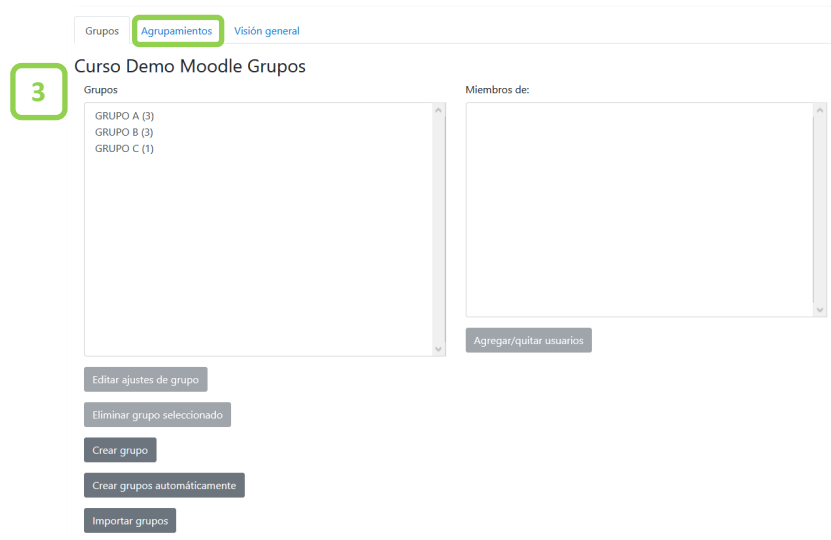 Grupos Agrupamientos Visión general
3
Curso Demo Moodle Grupos
Grupos
GRUPO A (3)
GRUPO B (3)
GRUPO C (1)
Miembros de:
Agregar/quitar usuarios
Editar ajustes de grupo
Eliminar grupo seleccionado
Crear grupo
Crear grupos automáticamente
Importar grupos